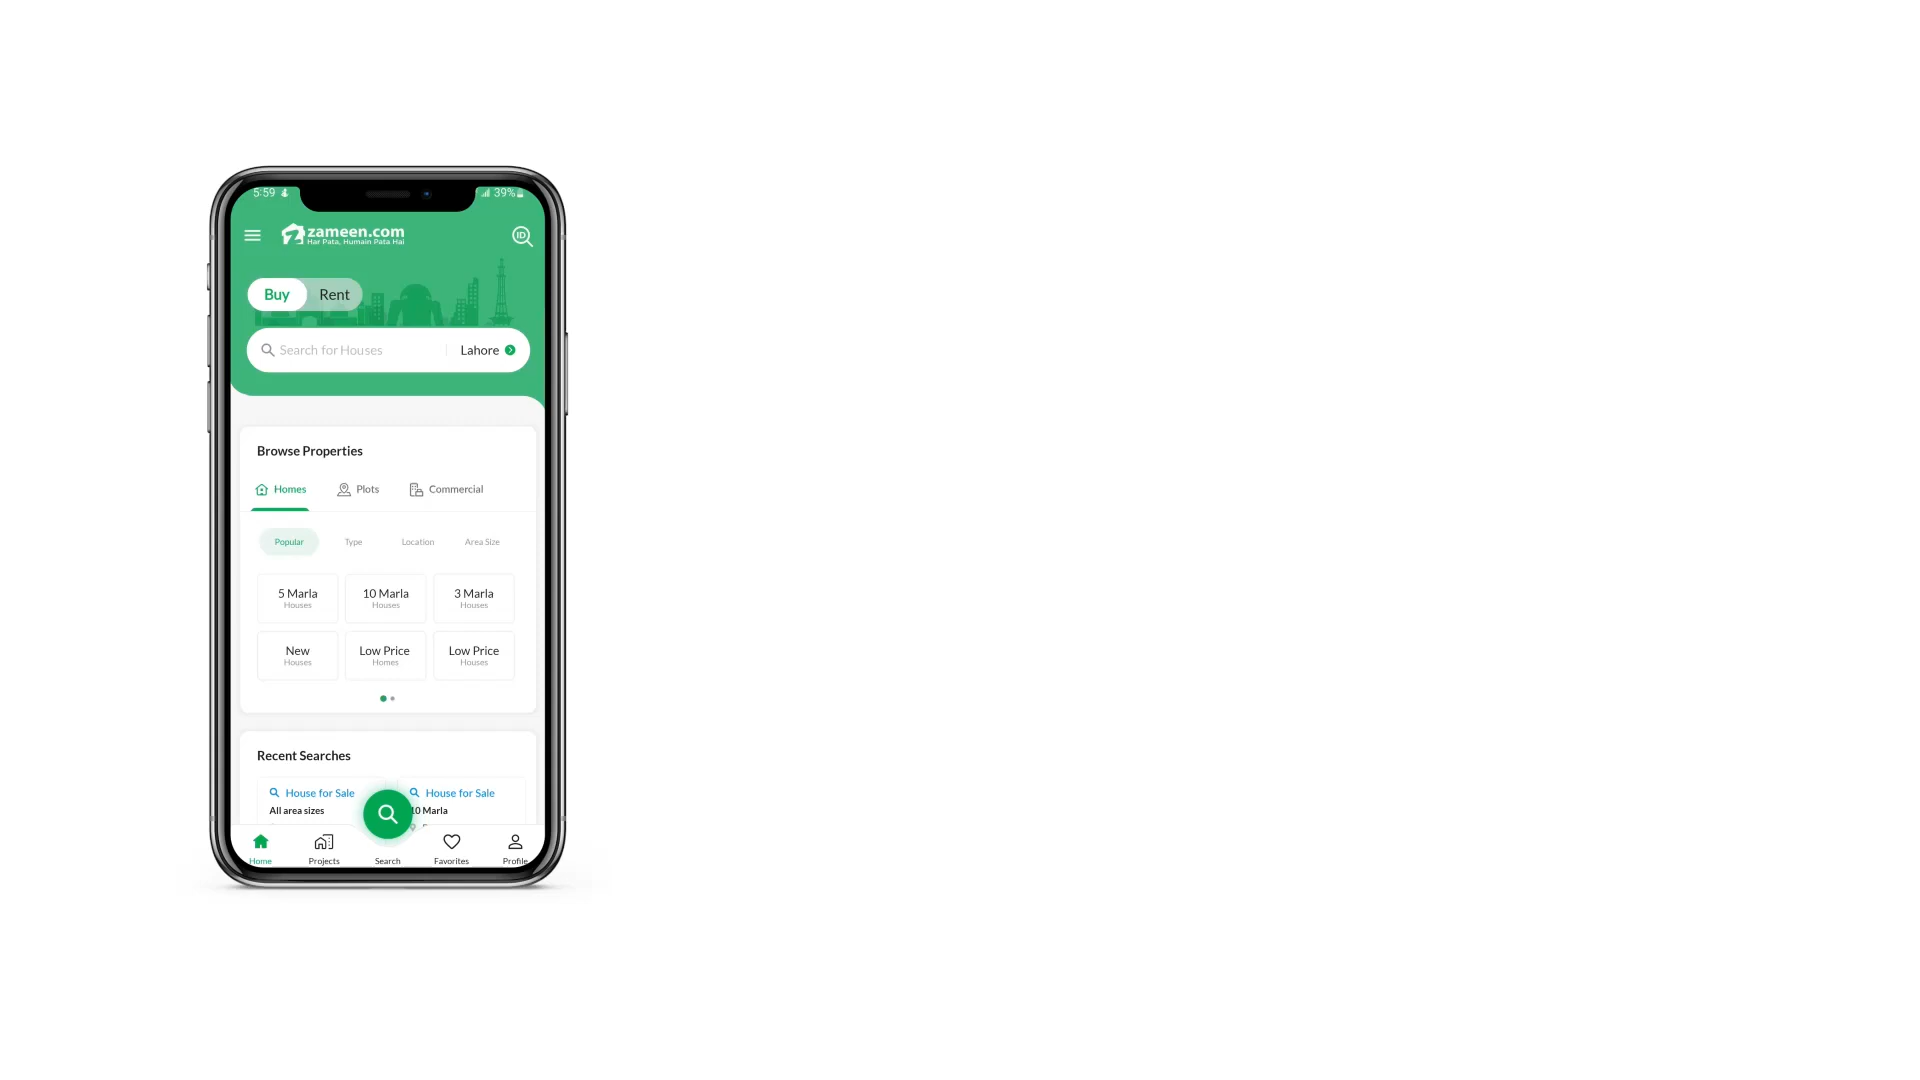 5:59 39%
zameen.com
Har Pata, Humain Pata Hai
ID
Buy Rent
Search for Houses Lahore
Browse Properties
Homes Plots Commercial
Popular Type Location Area Size
5 Marla 10 Marla 3 Marla
Houses Houses Houses
New Low Price Low Price
Houses Homes Houses
Recent Searches
House for Sale House for Sale
All area sizes 10 Marla
Home Projects Search Favorites Profile